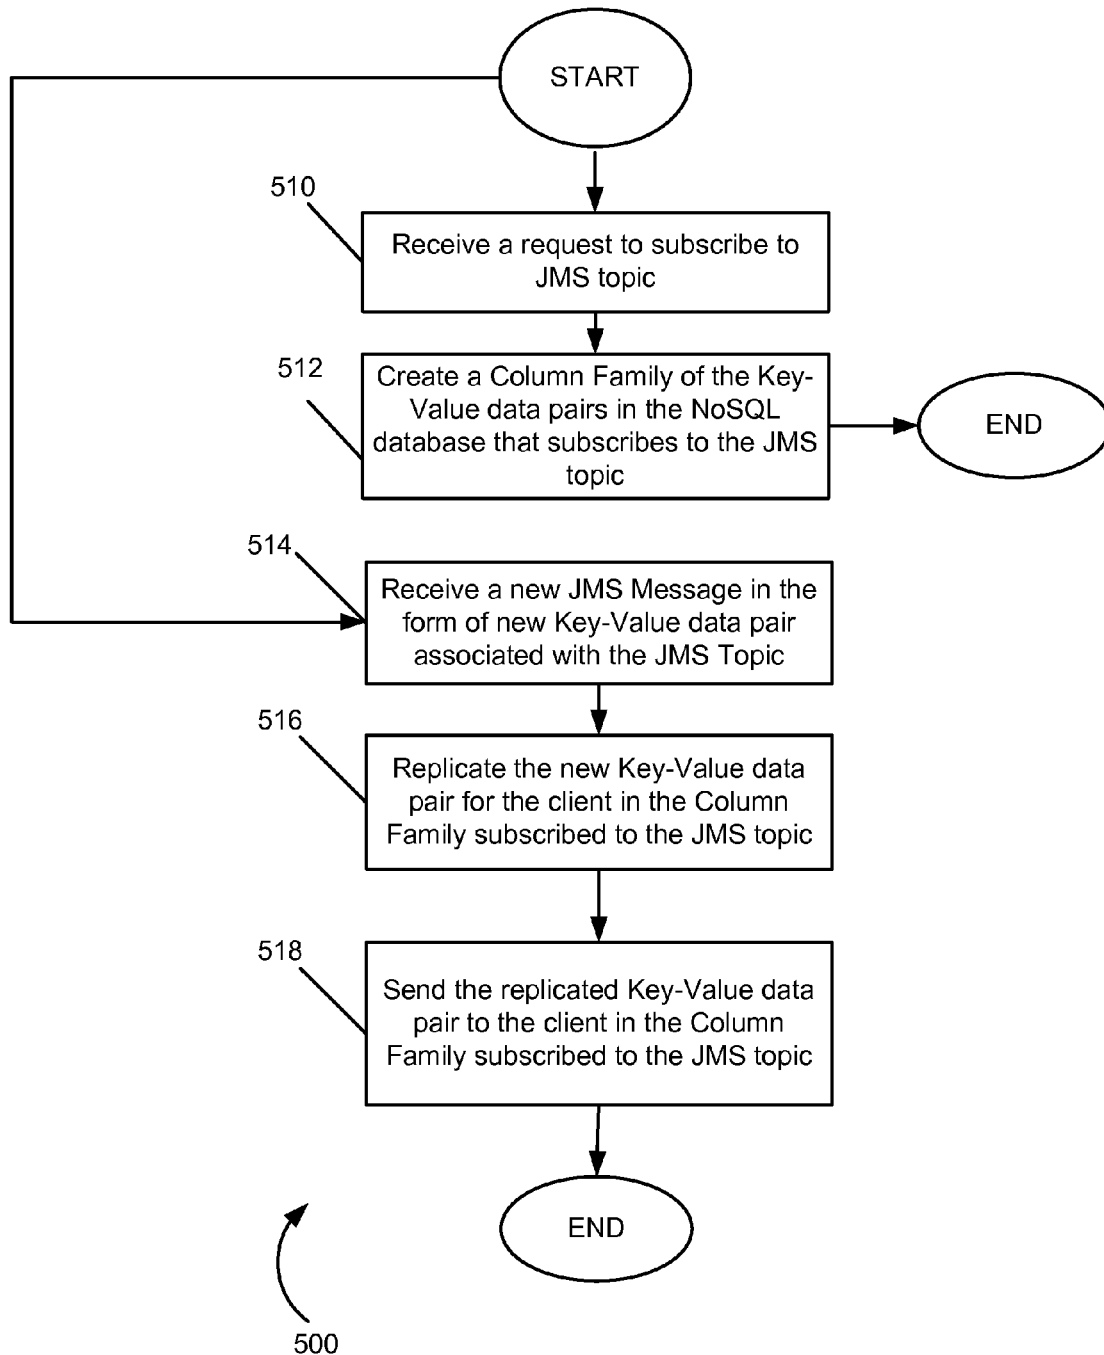 START
510
Receive a request to subscribe to
JMS topic
512
Create a Column Family of the Key-
Value data pairs in the NoSQL
database that subscribes to the JMS
topic
END
514
Receive a new JMS Message in the
form of new Key-Value data pair
associated with the JMS Topic
516
Replicate the new Key-Value data
pair for the client in the Column
Family subscribed to the JMS topic
518
Send the replicated Key-Value data
pair to the client in the Column
Family subscribed to the JMS topic
END
500